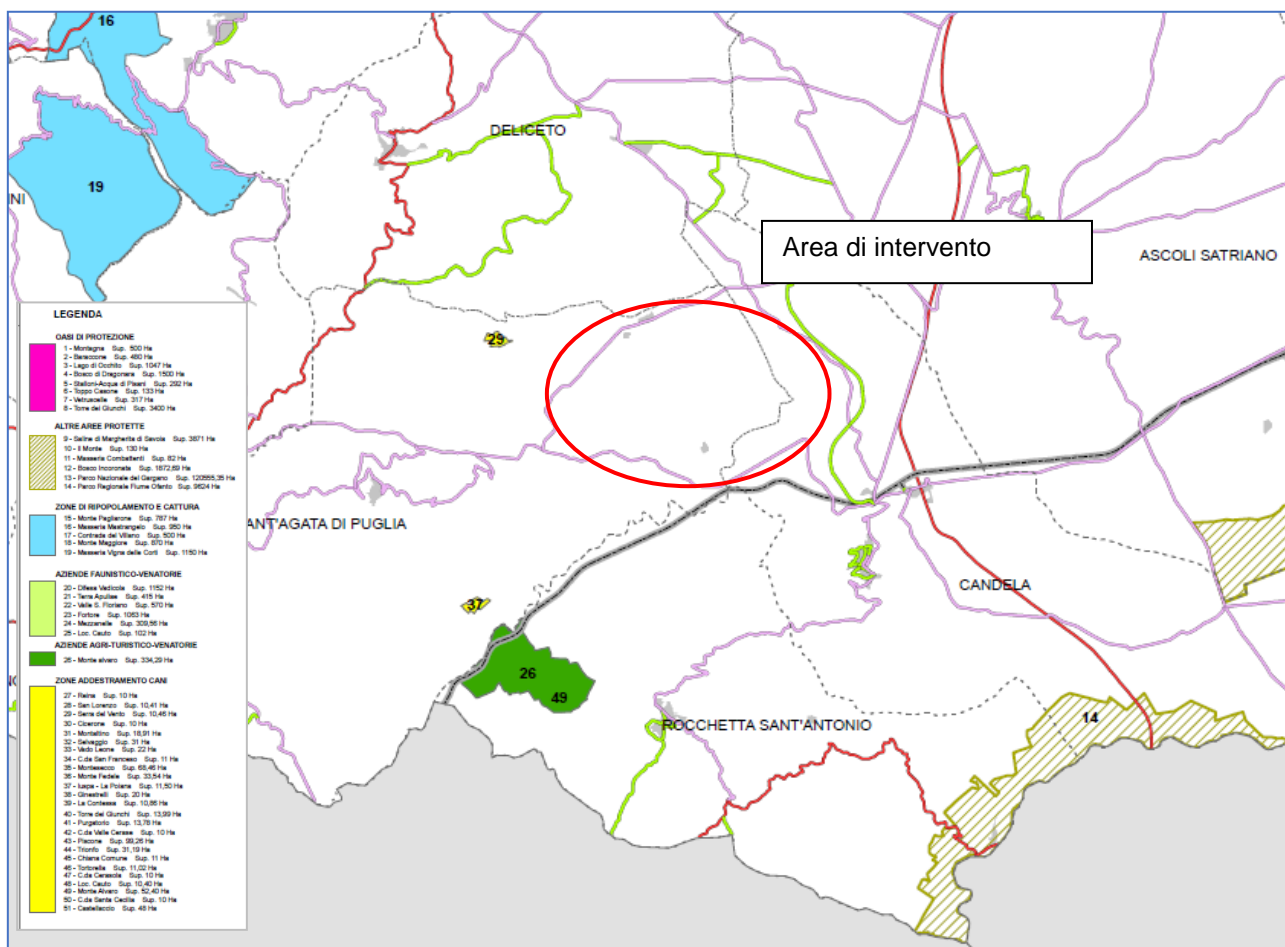 16
DELICETO
19
NI
Area di intervento
ASCOLI SATRIANO
29
LEGENDA
OASI DI PROTEZIONE
1 - Montagna Sup. 500 Ha
2 - Baraccone Sup. 460 Ha
3 - Lago di Occhito Sup. 1047 Ha
4 - Bosco di Dragonara Sup. 1500 Ha
5 - Stalloni-Acqua di Pisani Sup. 292 Ha
6 - Toppo Casone Sup. 133 Ha
7 - Vetruscelle Sup. 317 Ha
8 - Torre dei Giunchi Sup. 3400 Ha
ALTRE AREE PROTETTE
9 - Saline di Margherita di Savoia Sup. 3871 Ha
10 - Il Monte Sup. 130 Ha
11 - Masseria Combattenti Sup. 82 Ha
12 - Bosco Incoronata Sup. 1872,69 Ha
13 - Parco Nazionale del Gargano Sup. 120555,35 Ha
14 - Parco Regionale Fiume Ofanto Sup. 9624 Ha
ZONE DI RIPOPOLAMENTO E CATTURA
15 - Monte Pagliarone Sup. 787 Ha
16 - Masseria Mastrangelo Sup. 950 Ha
17 - Contrada del Villano Sup. 500 Ha
18 - Monte Maggiore Sup. 870 Ha
19 - Masseria Vigna delle Corti Sup. 1150 Ha
AZIENDE FAUNISTICO-VENATORIE
20 - Difesa Vadicola Sup. 1152 Ha
21 - Terra Apuliae Sup. 415 Ha
22 - Valle S. Floriano Sup. 570 Ha
23 - Fortore Sup. 1063 Ha
24 - Mezzanelle Sup. 309,56 Ha
25 - Loc. Cauto Sup. 102 Ha
AZIENDE AGRI-TURISTICO-VENATORIE
26 - Monte alvaro Sup. 334,29 Ha
ZONE ADDESTRAMENTO CANI
27 - Reina Sup. 10 Ha
28 - San Lorenzo Sup. 10,41 Ha
29 - Serra del Vento Sup. 10,46 Ha
30 - Cicerone Sup. 10 Ha
31 - Montaltino Sup. 18,91 Ha
32 - Selvaggio Sup. 31 Ha
33 - Vado Leone Sup. 22 Ha
34 - C.da San Francesco Sup. 11 Ha
35 - Montesecco Sup. 68,46 Ha
36 - Monte Fedele Sup. 33,54 Ha
37 - Iuspa - La Poiana Sup. 11,50 Ha
38 - Ginestrelli Sup. 20 Ha
39 - La Contessa Sup. 10,86 Ha
40 - Torre dei Giunchi Sup. 13,99 Ha
41 - Purgatorio Sup. 13,78 Ha
42 - C.da Valle Cerase Sup. 10 Ha
43 - Piscone Sup. 99,26 Ha
44 - Trionfo Sup. 31,19 Ha
45 - Chiana Comune Sup. 11 Ha
46 - Tortorella Sup. 11,02 Ha
47 - C.da Cerasola Sup. 10 Ha
48 - Loc. Cauto Sup. 10,40 Ha
49 - Monte Alvaro Sup. 52,40 Ha
50 - C.da Santa Cecilia Sup. 10 Ha
51 - Castellaccio Sup. 48 Ha
ANT'AGATA DI PUGLIA
CANDELA
37
26
49
ROCCHETTA SANT'ANTONIO
14